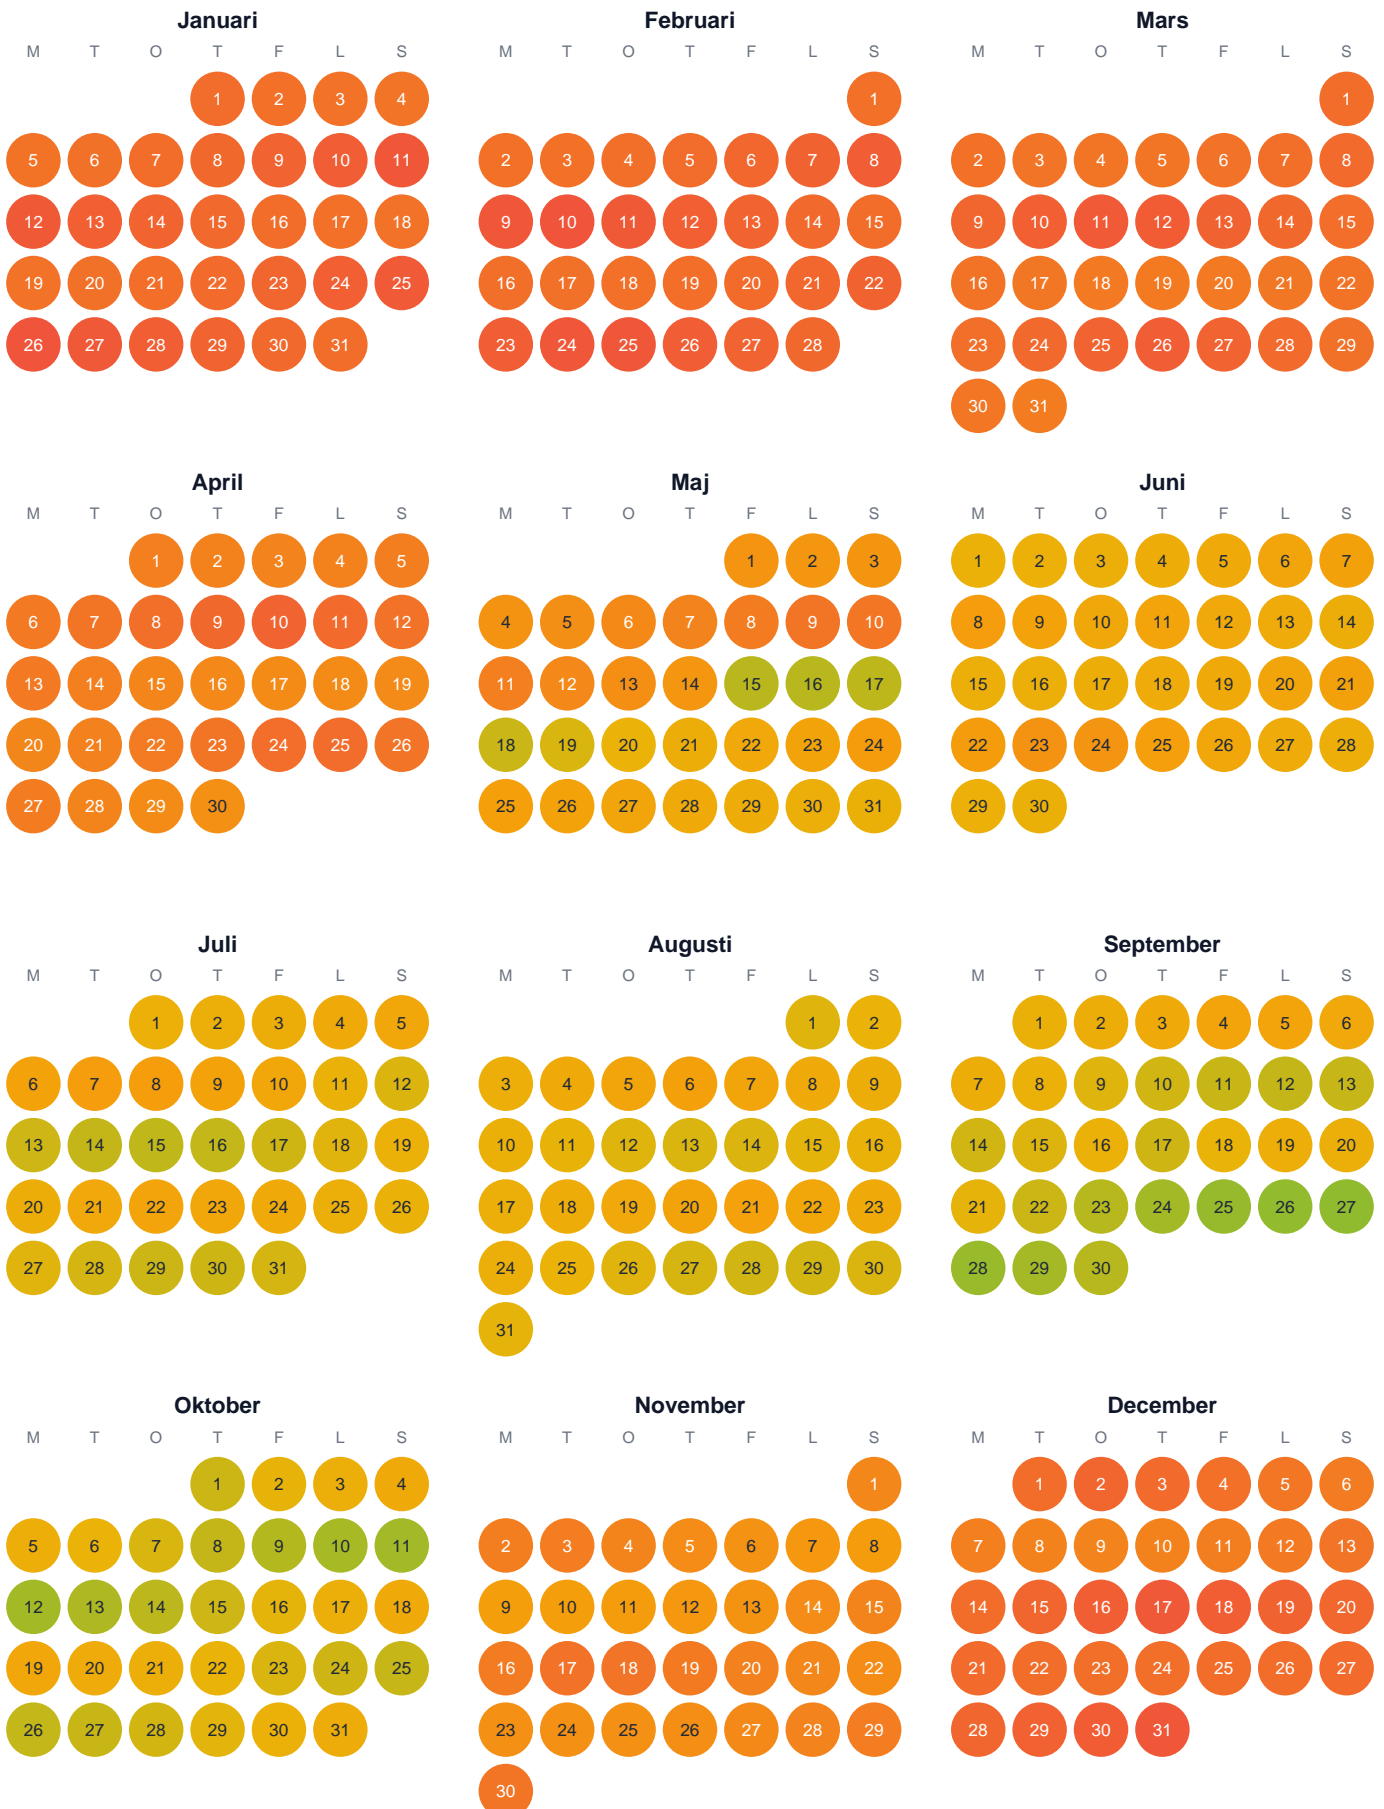 Januari Februari Mars
M T O T F L S M T O T F L S M T O T F L S
1 2 3 4 1 1
5 6 7 8 9 10 11 2 3 4 5 6 7 8 2 3 4 5 6 7 8
12 13 14 15 16 17 18 9 10 11 12 13 14 15 9 10 11 12 13 14 15
19 20 21 22 23 24 25 16 17 18 19 20 21 22 16 17 18 19 20 21 22
26 27 28 29 30 31 23 24 25 26 27 28 23 24 25 26 27 28 29
30 31
April Maj Juni
M T O T F L S M T O T F L S M T O T F L S
1 2 3 4 5 1 2 3 1 2 3 4 5 6 7
6 7 8 9 10 11 12 4 5 6 7 8 9 10 8 9 10 11 12 13 14
13 14 15 16 17 18 19 11 12 13 14 15 16 17 15 16 17 18 19 20 21
20 21 22 23 24 25 26 18 19 20 21 22 23 24 22 23 24 25 26 27 28
27 28 29 30 25 26 27 28 29 30 31 29 30
Juli Augusti September
M T O T F L S M T O T F L S M T O T F L S
1 2 3 4 5 1 2 1 2 3 4 5 6
6 7 8 9 10 11 12 3 4 5 6 7 8 9 7 8 9 10 11 12 13
13 14 15 16 17 18 19 10 11 12 13 14 15 16 14 15 16 17 18 19 20
20 21 22 23 24 25 26 17 18 19 20 21 22 23 21 22 23 24 25 26 27
27 28 29 30 31 24 25 26 27 28 29 30 28 29 30
31
Oktober November December
M T O T F L S M T O T F L S M T O T F L S
1 2 3 4 1 1 2 3 4 5 6
5 6 7 8 9 10 11 2 3 4 5 6 7 8 7 8 9 10 11 12 13
12 13 14 15 16 17 18 9 10 11 12 13 14 15 14 15 16 17 18 19 20
19 20 21 22 23 24 25 16 17 18 19 20 21 22 21 22 23 24 25 26 27
26 27 28 29 30 31 23 24 25 26 27 28 29 28 29 30 31
30